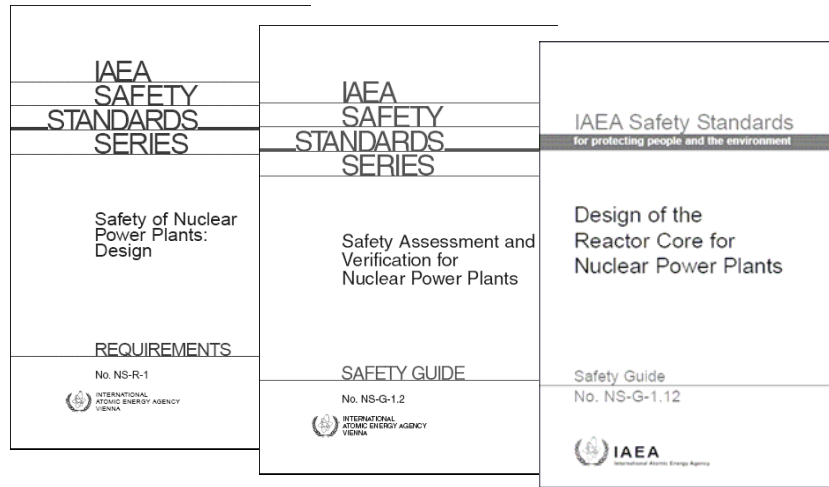 IAEA
SAFETY
STANDARDS
SERIES
Safety of Nuclear
Power Plants:
Design
REQUIREMENTS
No. NS-R-1
INTERNATIONAL
ATOMIC ENERGY AGENCY
VIENNA
IAEA
SAFETY
STANDARDS
SERIES
Safety Assessment and
Verification for
Nuclear Power Plants
SAFETY GUIDE
No. NS-G-1.2
INTERNATIONAL
ATOMIC ENERGY AGENCY
VIENNA
IAEA Safety Standards
for protecting people and the environment
Design of the
Reactor Core for
Nuclear Power Plants
Safety Guide
No. NS-G-1.12
IAEA
International Atomic Energy Agency